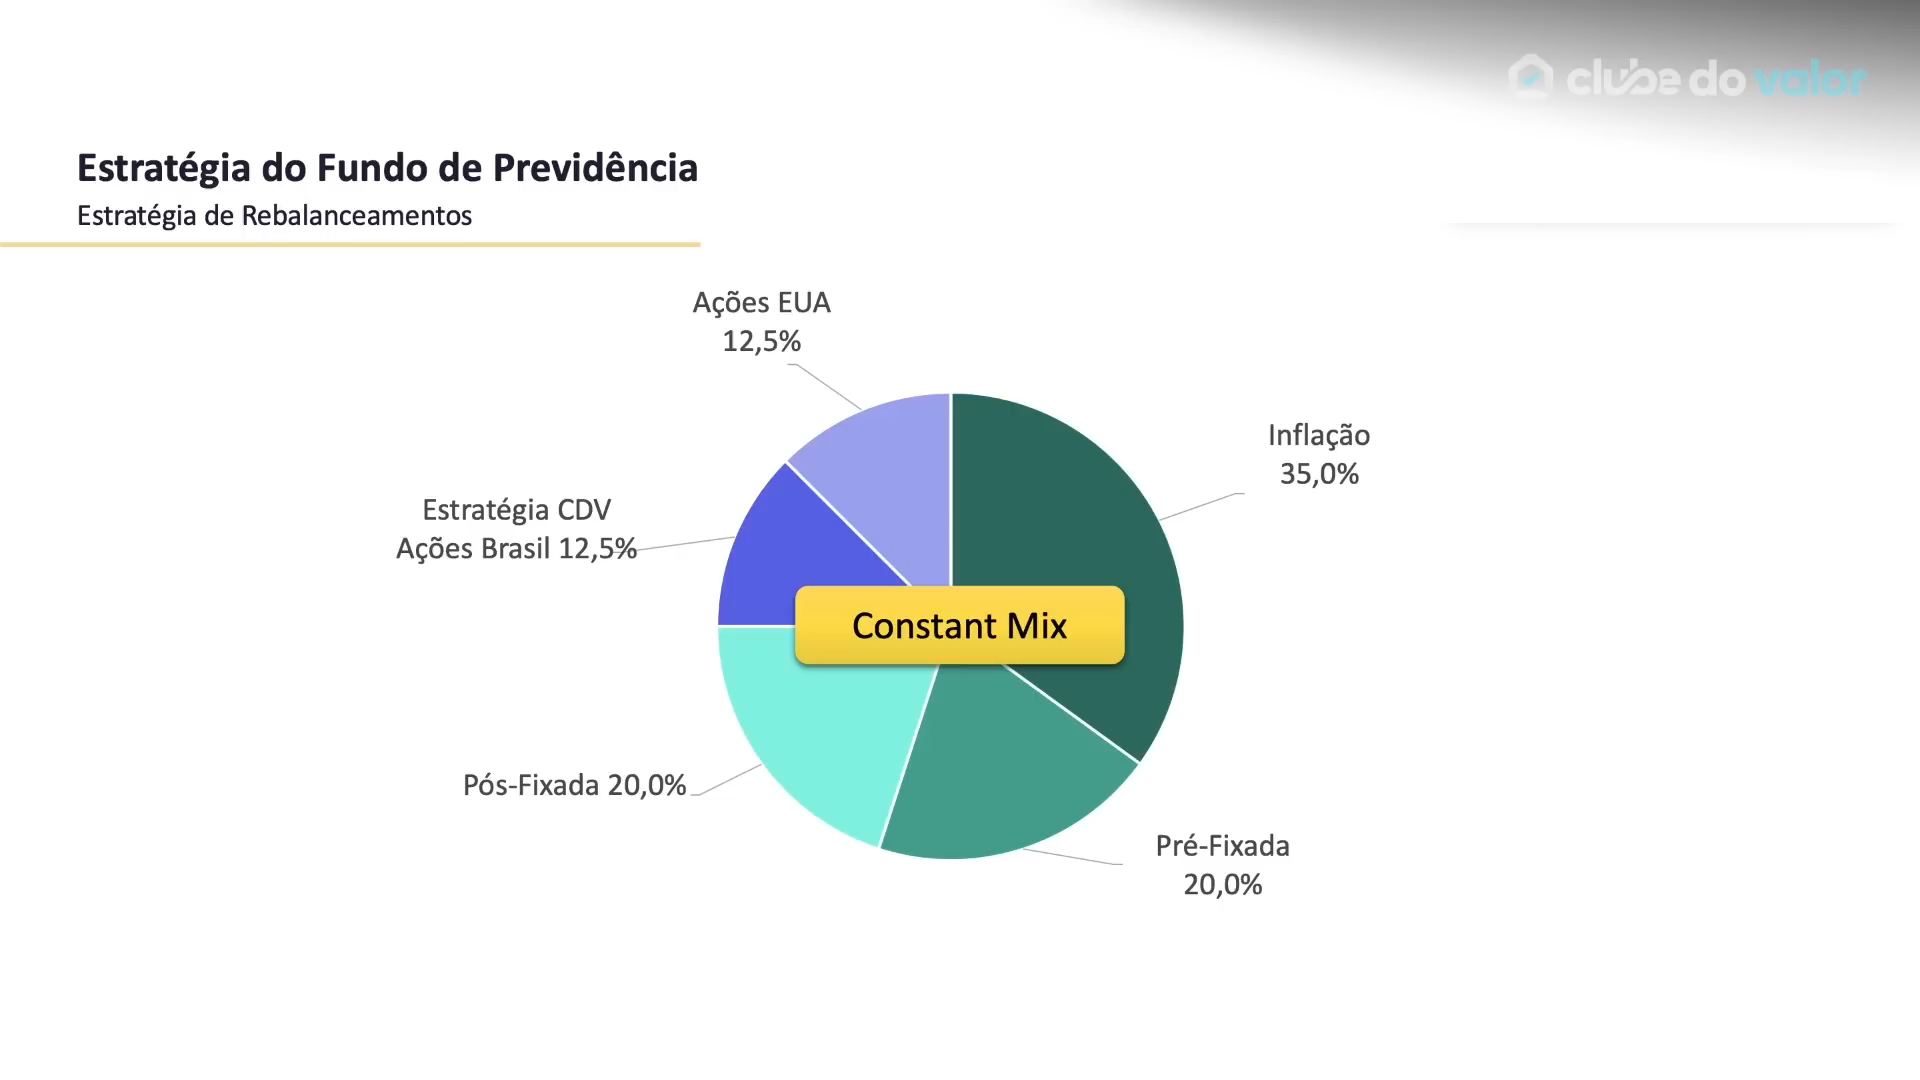 clube do valor
Estratégia do Fundo de Previdência
Estratégia de Rebalanceamentos
Ações EUA
12,5%
Inflação
35,0%
Estratégia CDV
Ações Brasil 12,5%
Constant Mix
Pós-Fixada 20,0%
Pré-Fixada
20,0%